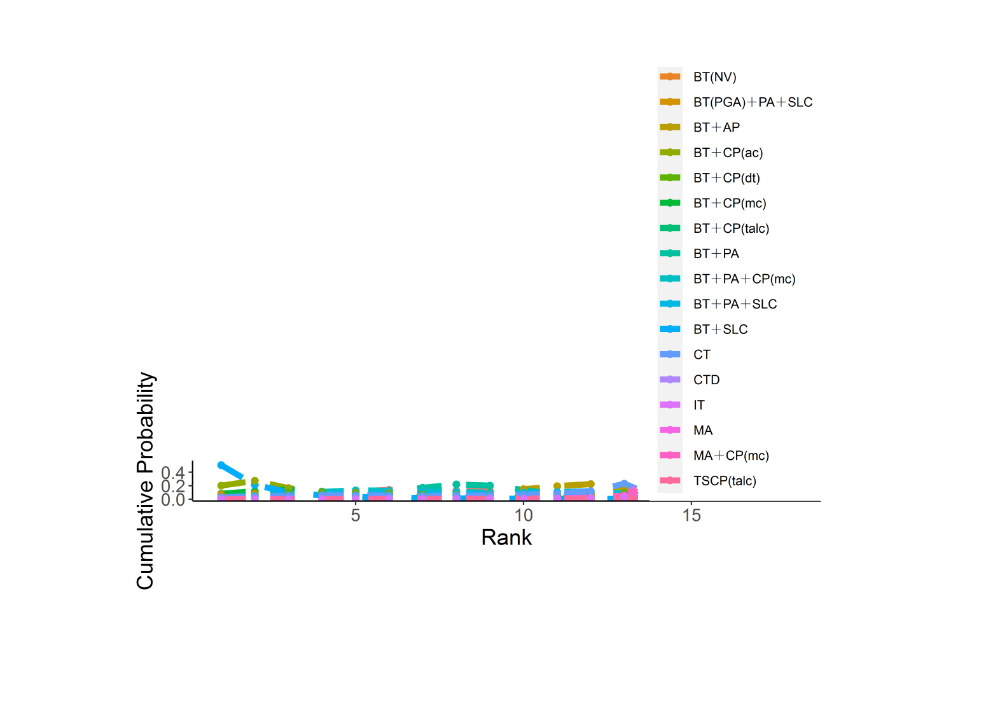 BT(NV)
BT(PGA)+PA+SLC
BT+AP
BT+CP(ac)
BT+CP(dt)
BT+CP(mc)
BT+CP(talc)
BT+PA
BT+PA+CP(mc)
BT+PA+SLC
BT+SLC
CT
CTD
IT
MA
MA+CP(mc)
TSCP(talc)
Cumulative Probability
0.4
0.2
0.0
5 10 15
Rank